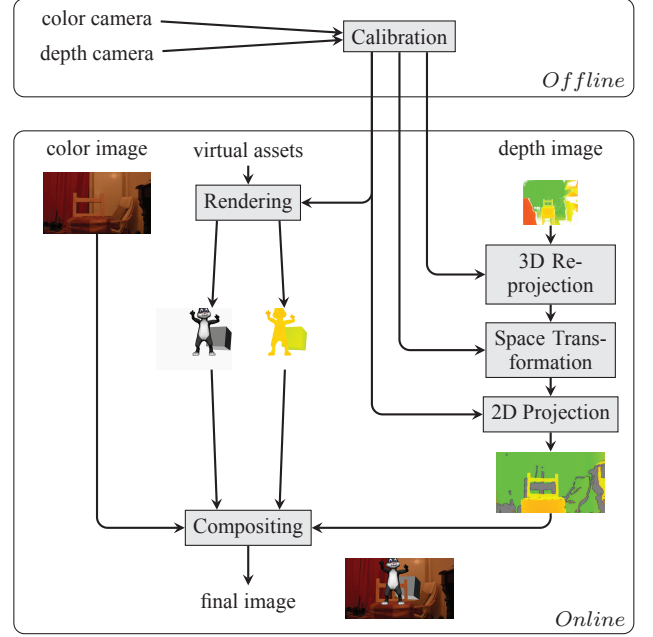 color camera
depth camera
Calibration
Offline
color image
virtual assets
depth image
Rendering
3D Re-
projection
Space Trans-
formation
2D Projection
Compositing
final image
Online